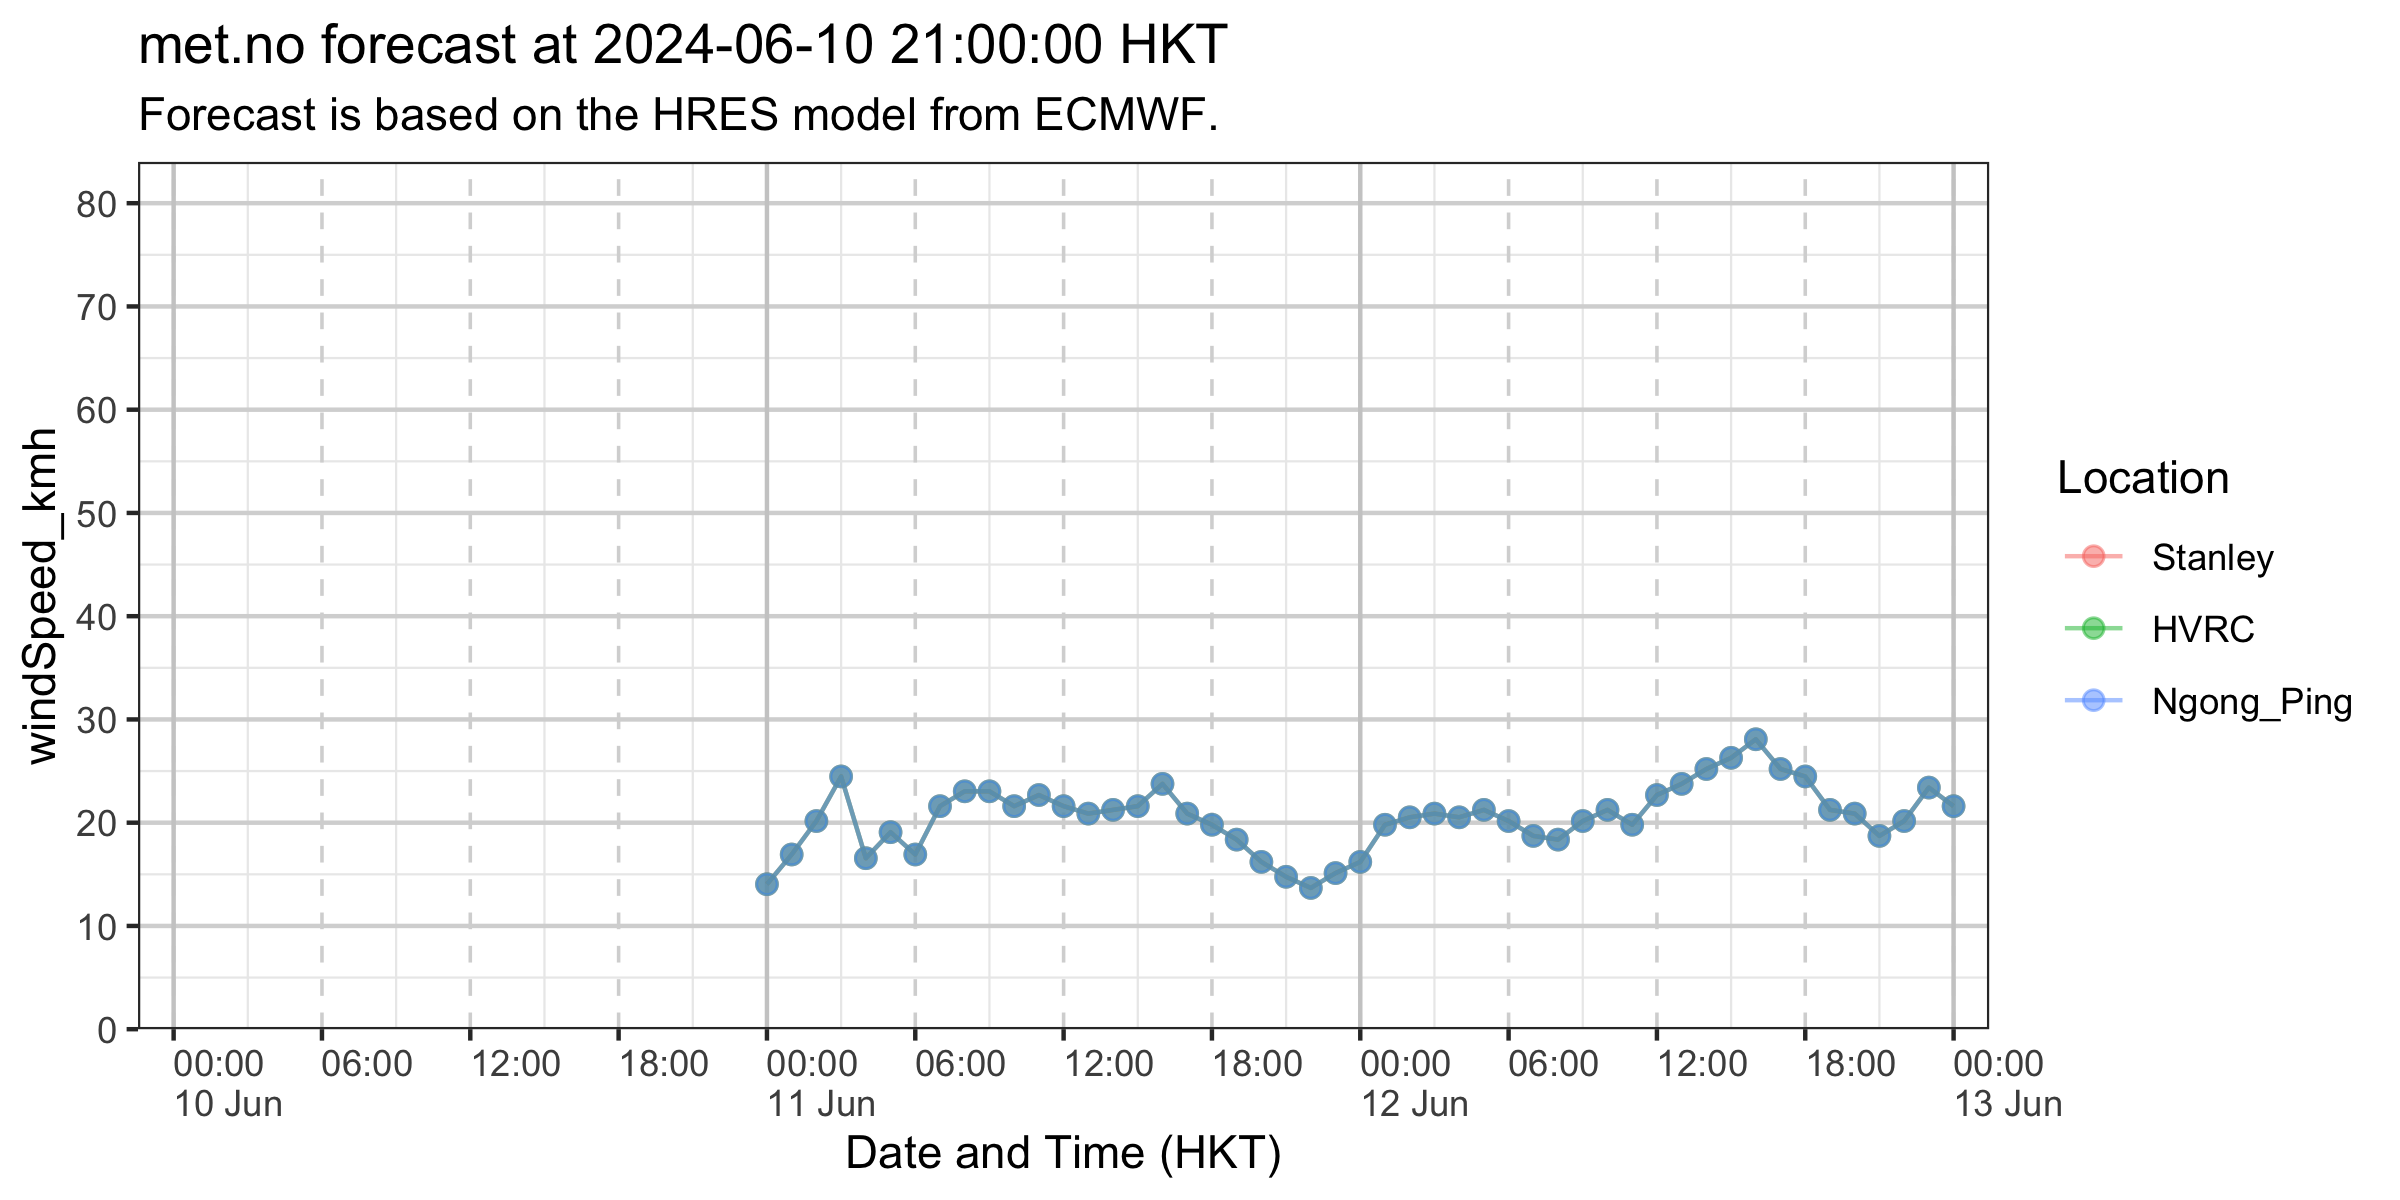 met.no forecast at 2024-06-10 21:00:00 HKT
Forecast is based on the HRES model from ECMWF.
windSpeed_kmh
80
70
60
50
40
30
20
10
0
00:00 06:00 12:00 18:00 00:00 06:00 12:00 18:00 00:00 06:00 12:00 18:00 00:00
10 Jun 11 Jun 12 Jun 13 Jun
Date and Time (HKT)
Location
Stanley
HVRC
Ngong_Ping